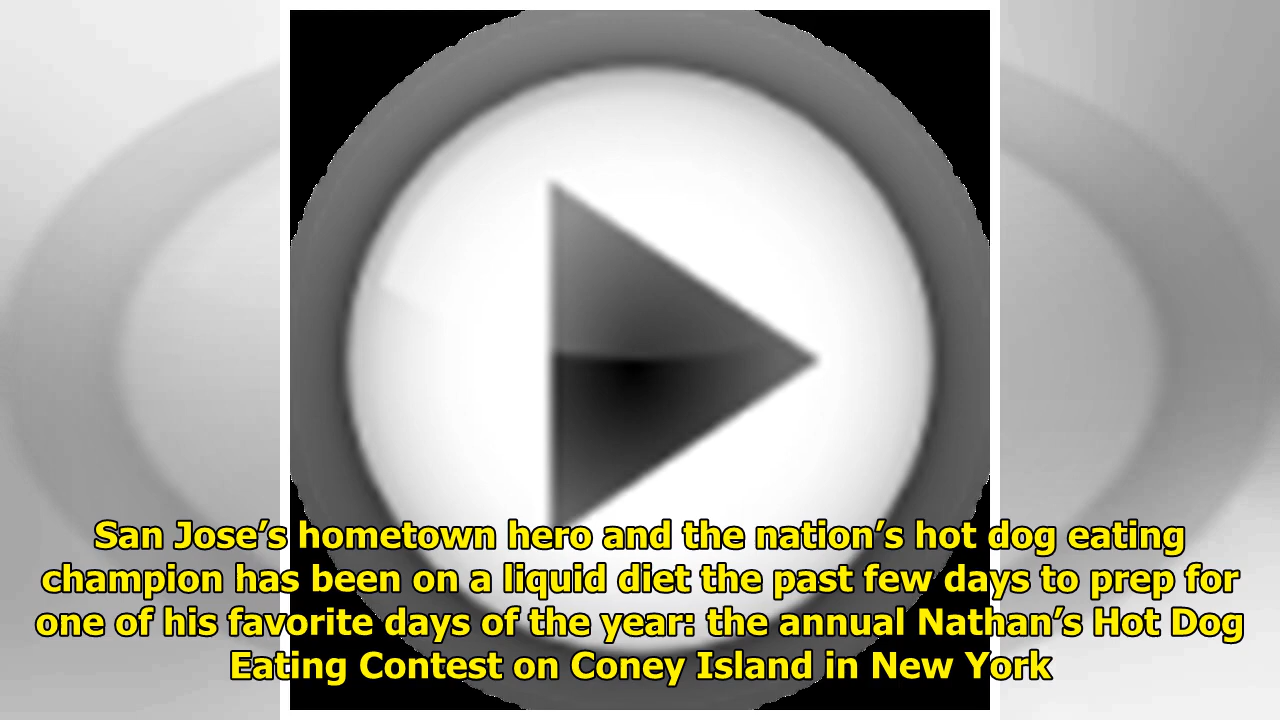 San Jose’s hometown hero and the nation’s hot dog eating
champion has been on a liquid diet the past few days to prep for
one of his favorite days of the year: the annual Nathan’s Hot Dog
Eating Contest on Coney Island in New York